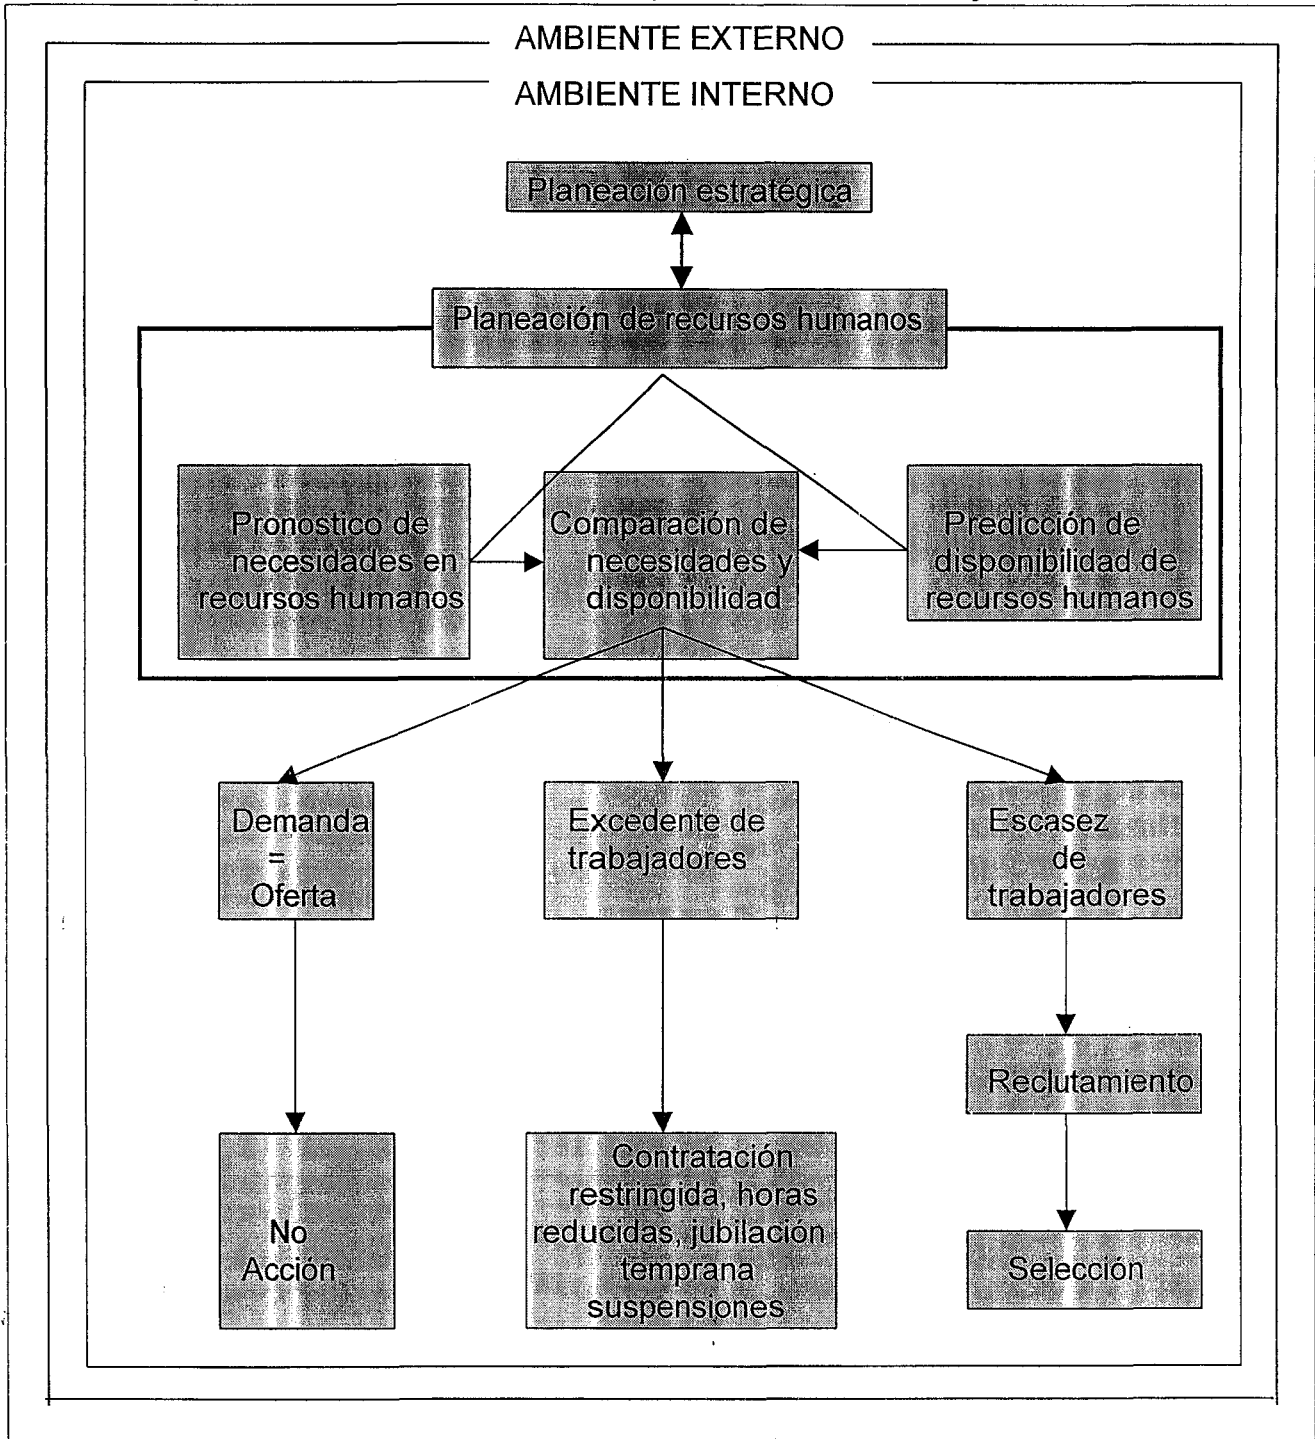 AMBIENTE EXTERNO
AMBIENTE INTERNO
Planeación estratégica
Planeación de recursos humanos
Pronostico de
necesidades en
recursos humanos
Comparación de
necesidades y
disponibilidad
Predicción de
disponibilidad de
recursos humanos
Demanda
=
Oferta
Excedente de
trabajadores
Escasez
de
trabajadores
Reclutamiento
No
Acción
Contratación
restringida, horas
reducidas, jubilación
temprana
suspensiones
Selección